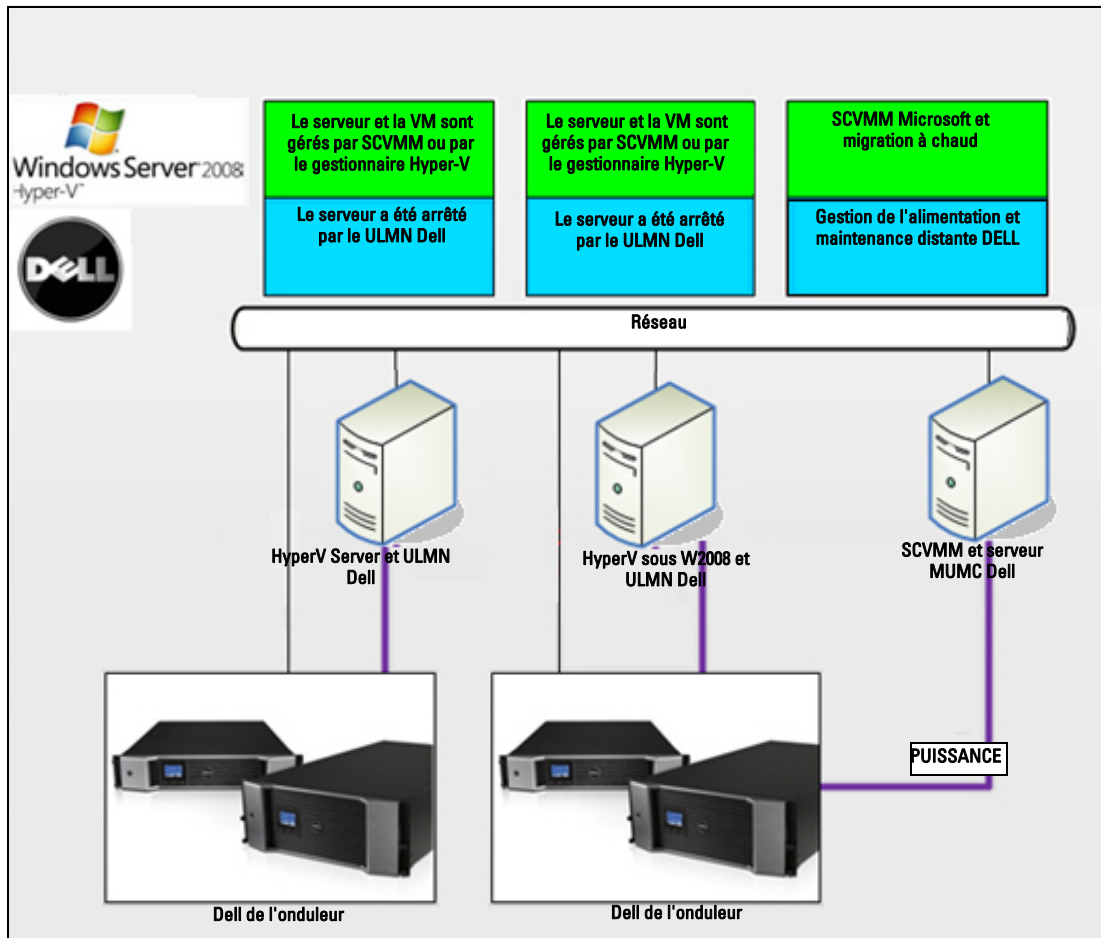 Le serveur et la VM sont
gérés par SCVMM ou par
le gestionnaire Hyper-V
Le serveur et la VM sont
gérés par SCVMM ou par
le gestionnaire Hyper-V
SCVMM Microsoft et
migration à chaud
Windows Server 2008
Hyper-V
DELL
Le serveur a été arrêté
par le ULMN Dell
Le serveur a été arrêté
par le ULMN Dell
Gestion de l'alimentation et
maintenance distante DELL
Réseau
HyperV Server et ULMN
Dell
HyperV sous W2008 et
ULMN Dell
SCVMM et serveur
MUMC Dell
PUISSANCE
Dell de l'onduleur
Dell de l'onduleur